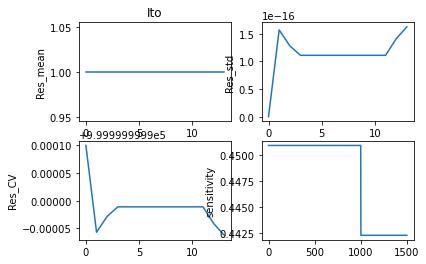 Ito
1e−16
1.05
1.00
0.95
Res_mean
0 5 10
1.5
1.0
0.5
0.0
Res_std
0 5 10
+9.999999999e5
0.00010
0.00005
0.00000
−0.00005
Res_CV
0 5 10
0.4500
0.4475
0.4450
0.4425
sensitivity
0 500 1000 1500